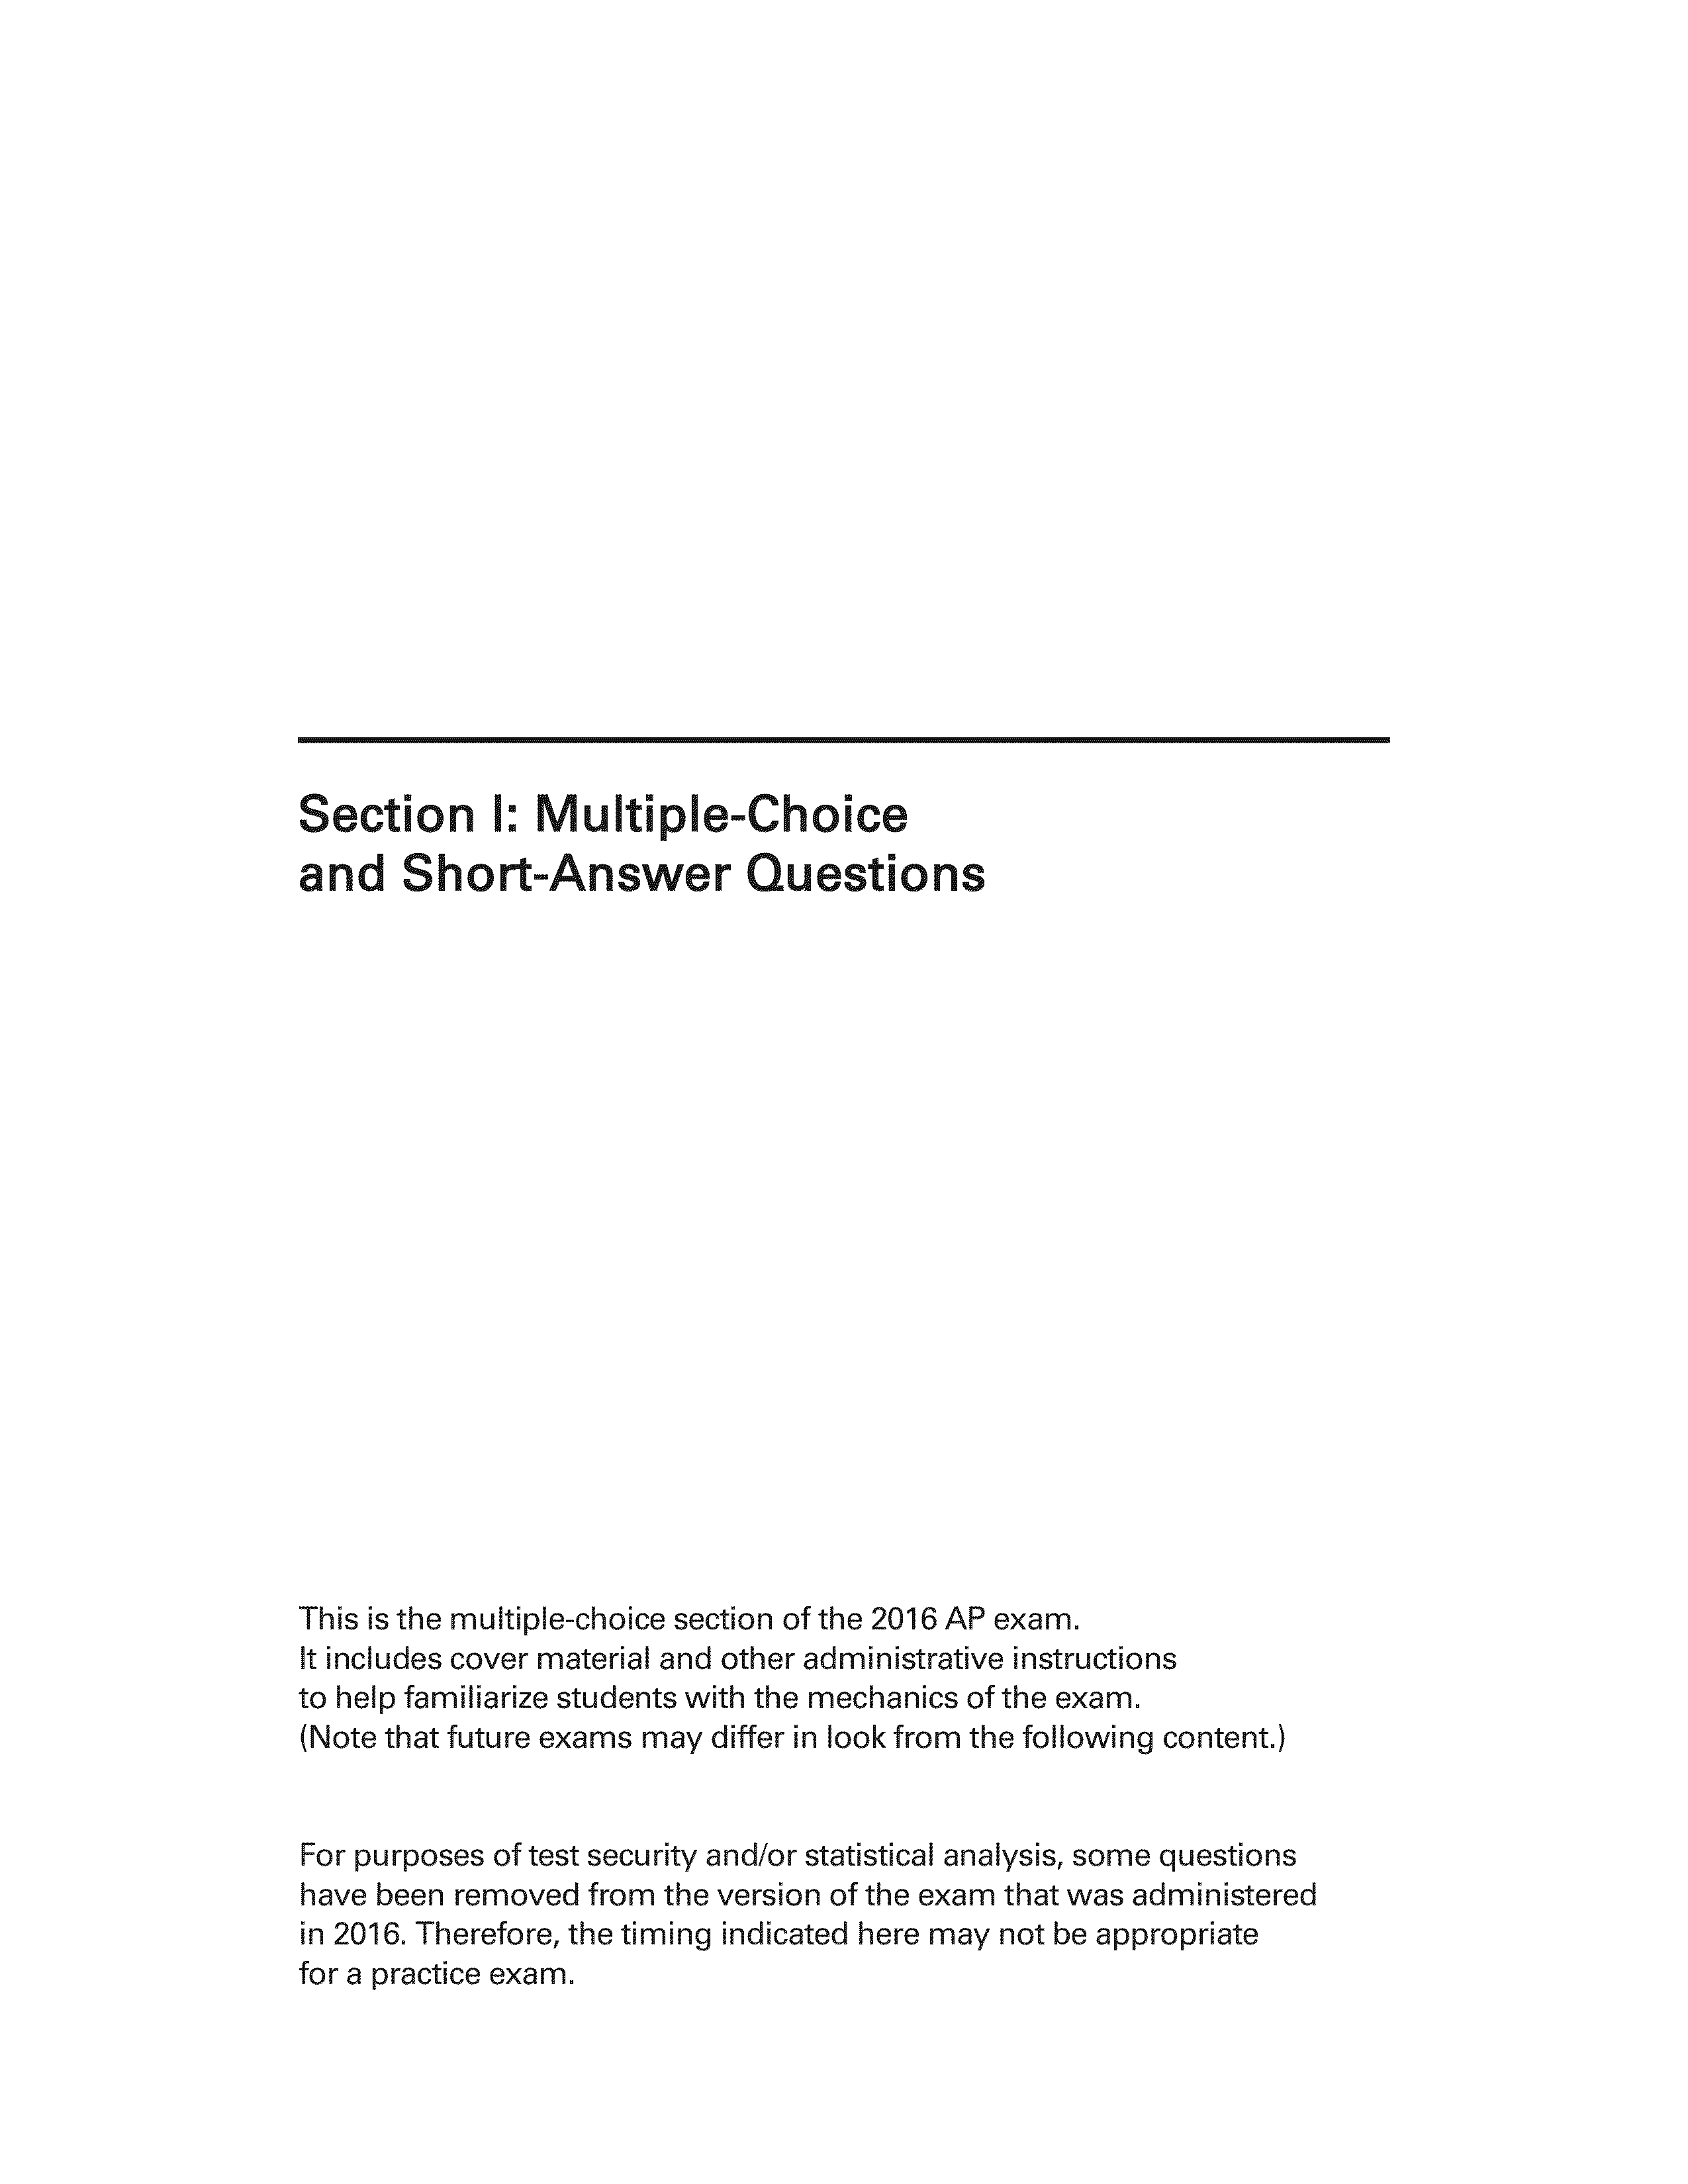 Section I: Multiple-Choice
and Short-Answer Questions
This is the multiple-choice section of the 2016 AP exam.
It includes cover material and other administrative instructions
to help familiarize students with the mechanics of the exam.
(Note that future exams may differ in look from the following content.)
For purposes of test security and/or statistical analysis, some questions
have been removed from the version of the exam that was administered
in 2016. Therefore, the timing indicated here may not be appropriate
for a practice exam.